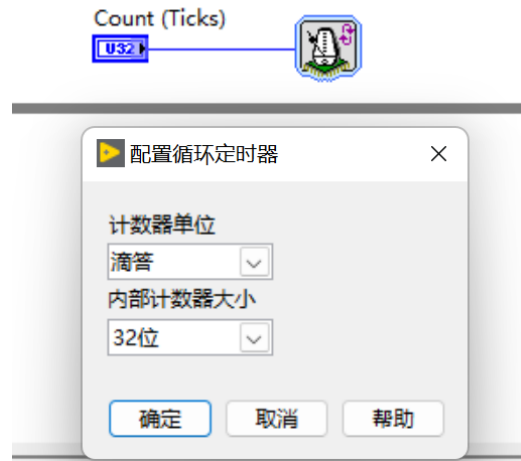 Count (Ticks)
U32
配置循环定时器
计数器单位
滴答
内部计数器大小
32位
确定
取消
帮助